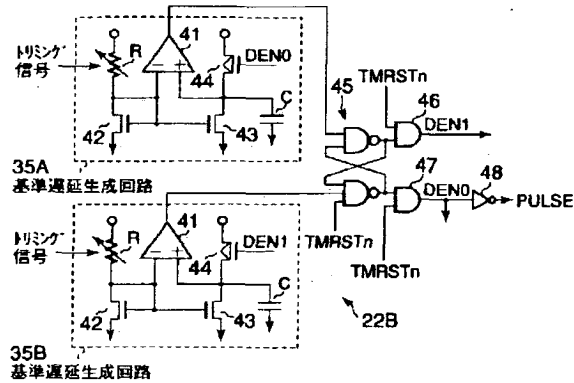 トリミング
信号
R
41
44
DEN0
C
42
43
35A
基準遅延生成回路
45
TMRSTn
46
DEN1
47
DEN0
48
PULSE
TMRSTn
TMRSTn
22B
トリミング
信号
R
41
44
DEN1
C
42
43
35B
基準遅延生成回路